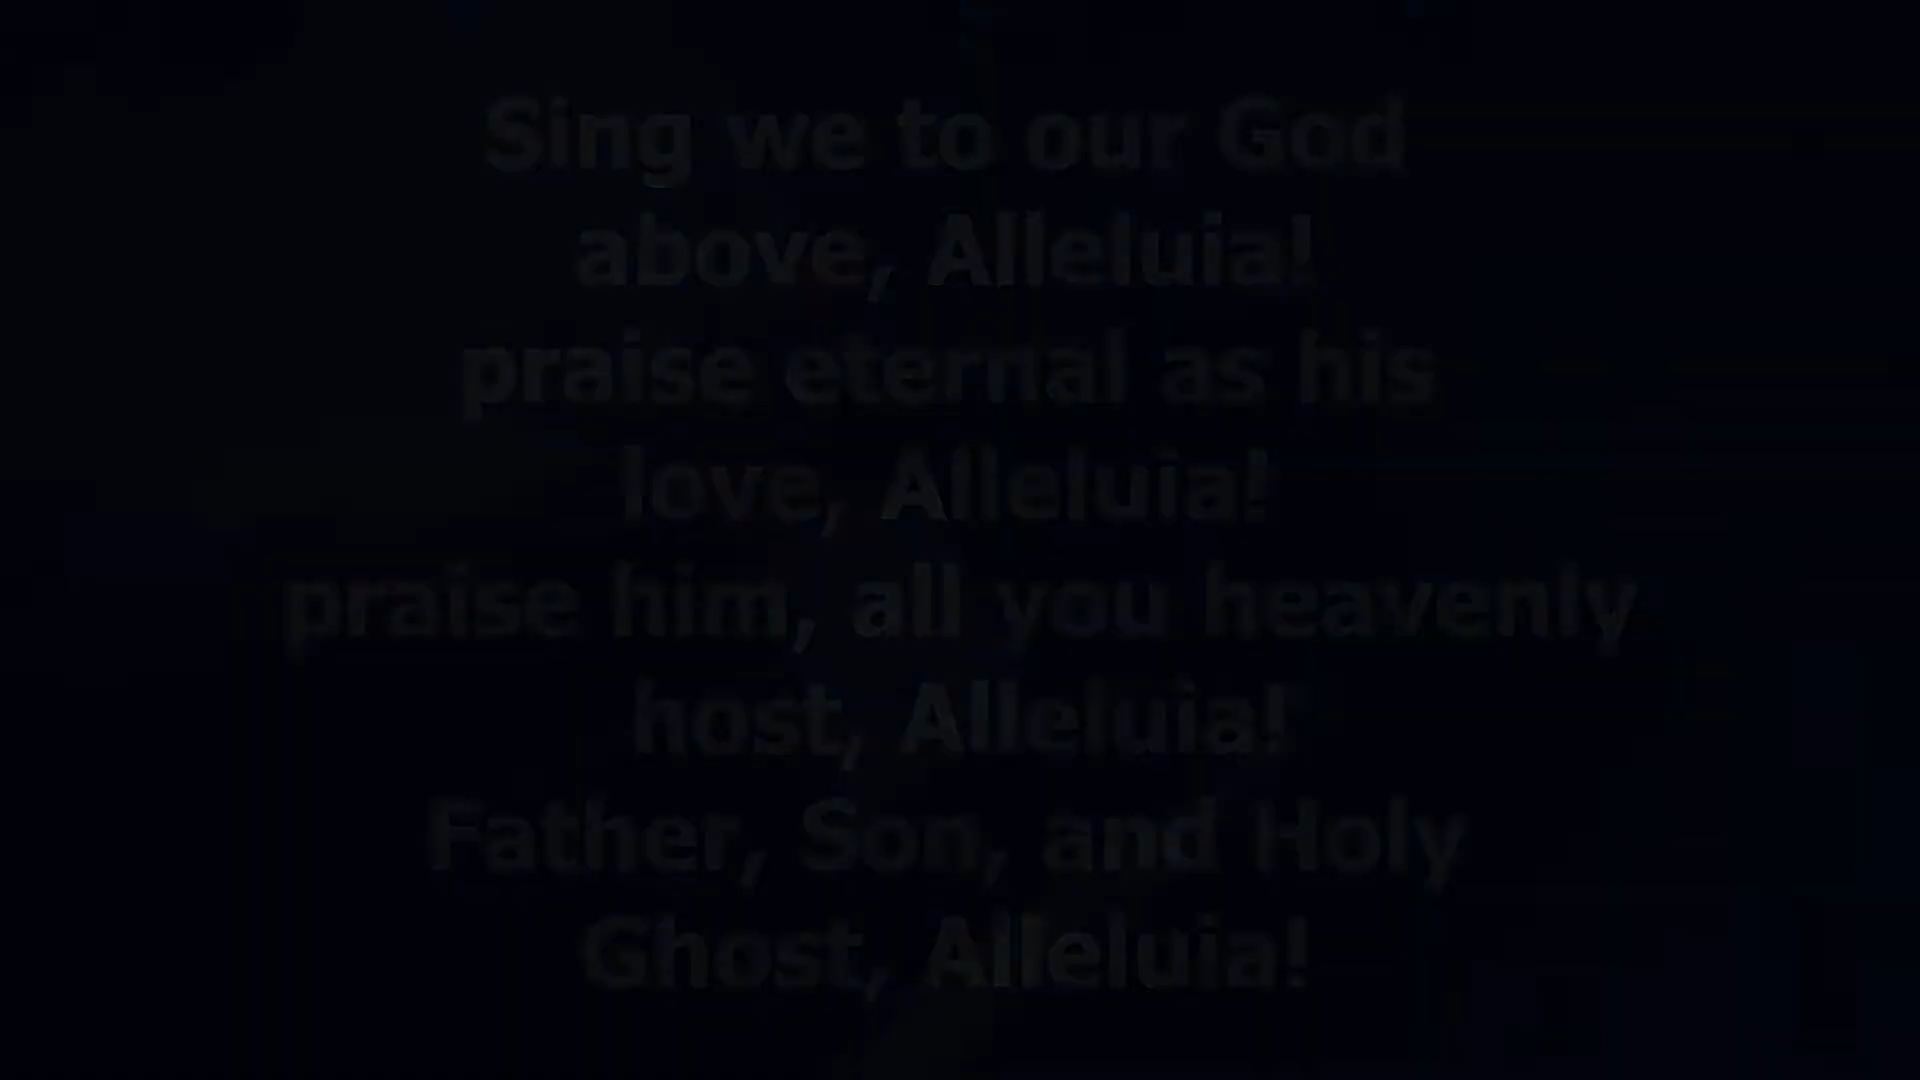 Sing we to our God
above, Alleluia!
praise eternal as his
love, Alleluia!
praise him, all you heavenly
host, Alleluia!
Father, Son, and Holy
Ghost, Alleluia!